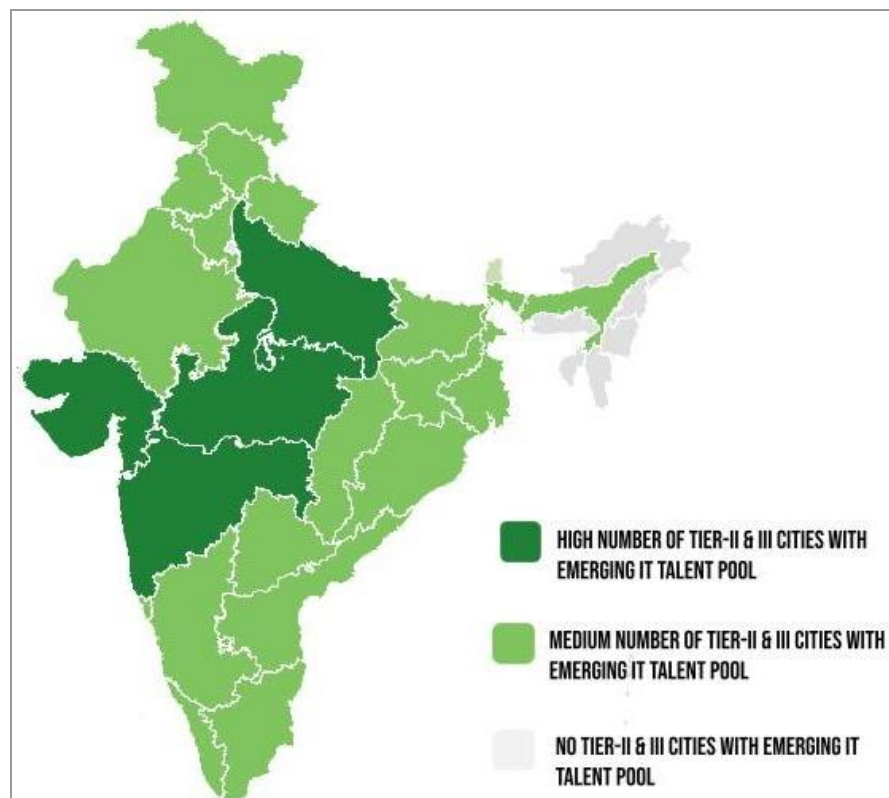 HIGH NUMBER OF TIER-II & III CITIES WITH
EMERGING IT TALENT POOL
MEDIUM NUMBER OF TIER-II & III CITIES WITH
EMERGING IT TALENT POOL
NO TIER-II & III CITIES WITH EMERGING IT
TALENT POOL